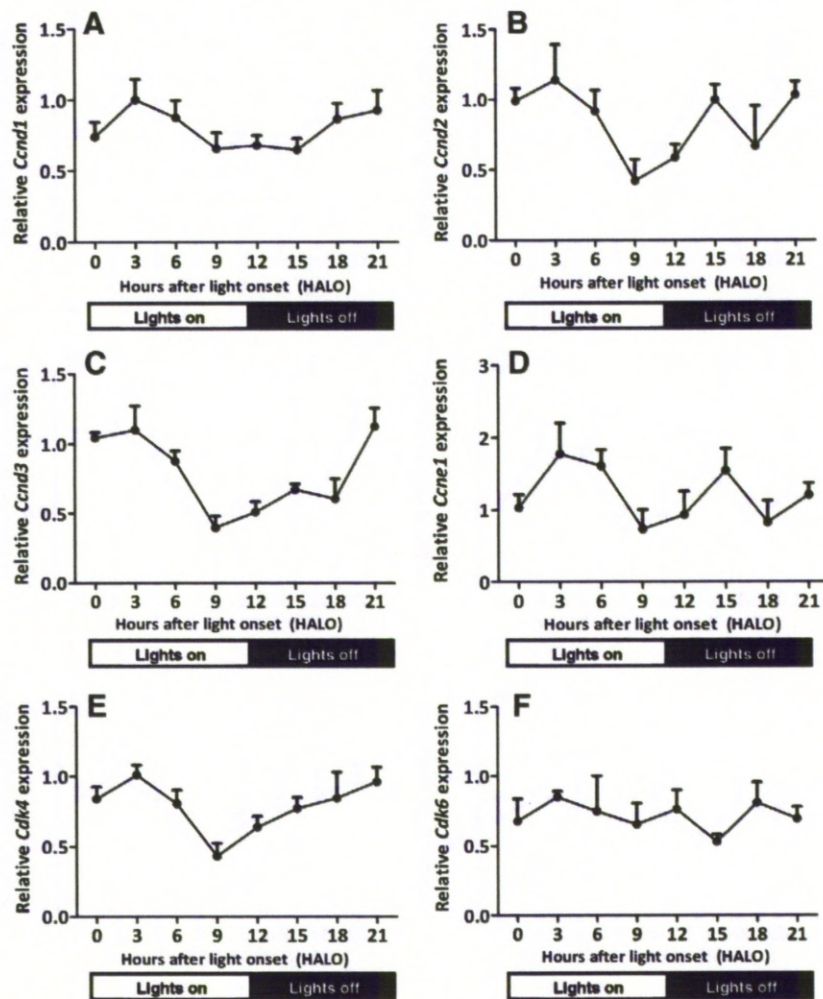 A
Relative Ccnd1 expression
1.5
1.0
0.5
0.0
0 3 6 9 12 15 18 21
Hours after light onset (HALO)
Lights on Lights off
B
Relative Ccnd2 expression
1.5
1.0
0.5
0.0
0 3 6 9 12 15 18 21
Hours after light onset (HALO)
Lights on Lights off
C
Relative Ccnd3 expression
1.5
1.0
0.5
0.0
0 3 6 9 12 15 18 21
Hours after light onset (HALO)
Lights on Lights off
D
Relative Ccne1 expression
3
2
1
0
0 3 6 9 12 15 18 21
Hours after light onset (HALO)
Lights on Lights off
E
Relative Cdk4 expression
1.5
1.0
0.5
0.0
0 3 6 9 12 15 18 21
Hours after light onset (HALO)
Lights on Lights off
F
Relative Cdk6 expression
1.5
1.0
0.5
0.0
0 3 6 9 12 15 18 21
Hours after light onset (HALO)
Lights on Lights off